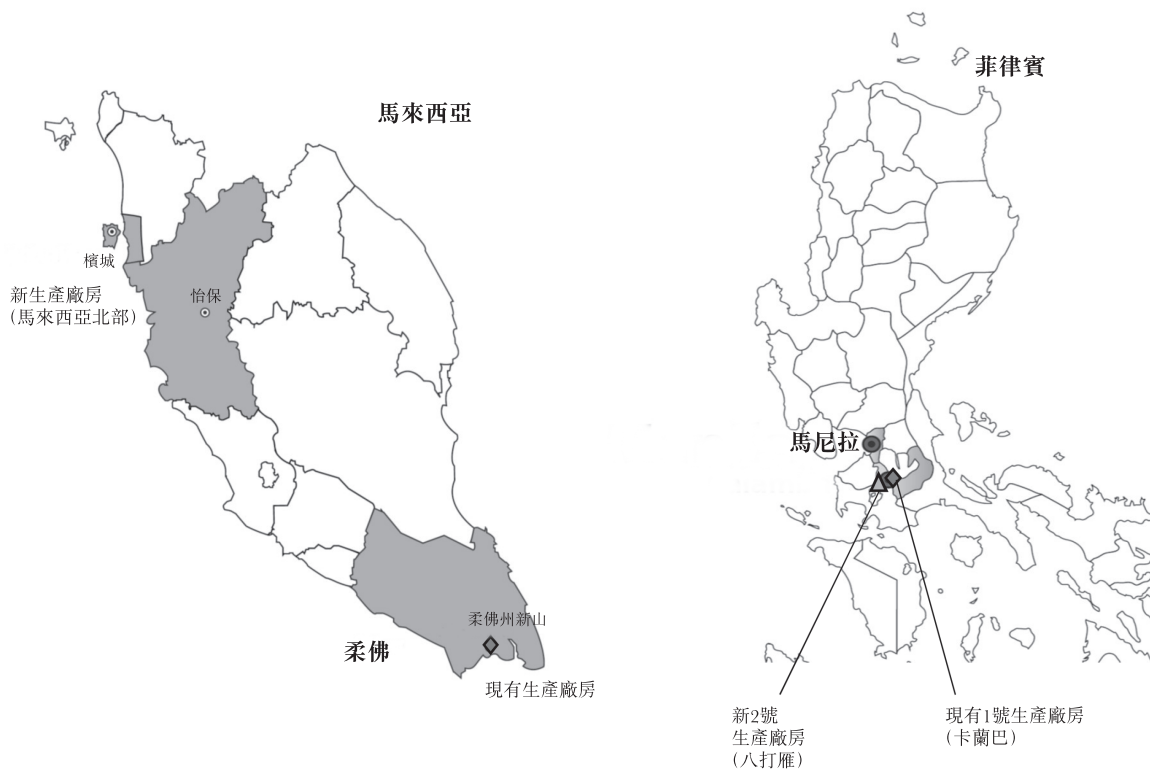 馬來西亞
檳城
新生產廠房
(馬來西亞北部)
怡保
柔佛州新山
柔佛
現有生產廠房
菲律賓
馬尼拉
新2號
生產廠房
(八打雁)
現有1號生產廠房
(卡蘭巴)